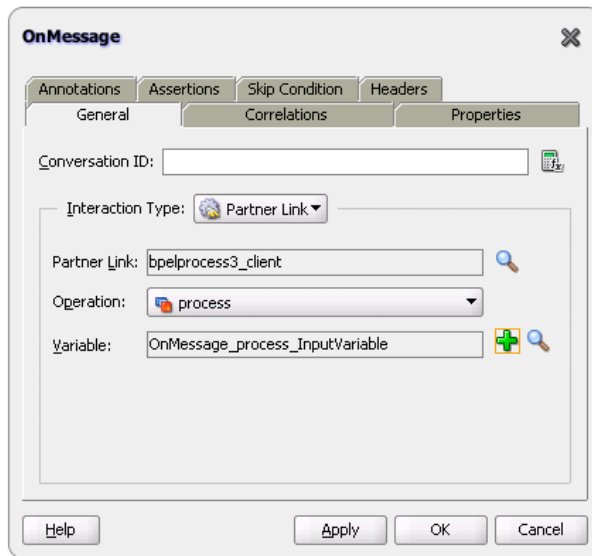 OnMessage
Annotations Assertions Skip Condition Headers
General Correlations Properties
Conversation ID:
Interaction Type: Partner Link
Partner Link: bpelprocess3_client
Operation: process
Variable: OnMessage_process_InputVariable
Help Apply OK Cancel